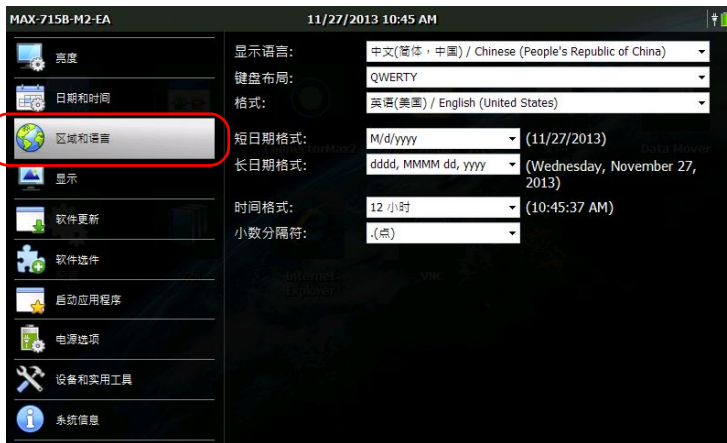 MAX-715B-M2-EA 11/27/2013 10:45 AM
亮度
日期和时间
区域和语言
显示
软件更新
软件选件
启动应用程序
电源选项
设备和实用工具
系统信息
显示语言: 中文(简体，中国) / Chinese (People's Republic of China)
键盘布局: QWERTY
格式: 英语(美国) / English (United States)
短日期格式: M/d/yyyy (11/27/2013)
长日期格式: dddd, MMMM dd, yyyy (Wednesday, November 27,
2013)
时间格式: 12 小时 (10:45:37 AM)
小数分隔符: .(点)
ConnectorMax2
Data Mover
Internet
Explorer
VNC